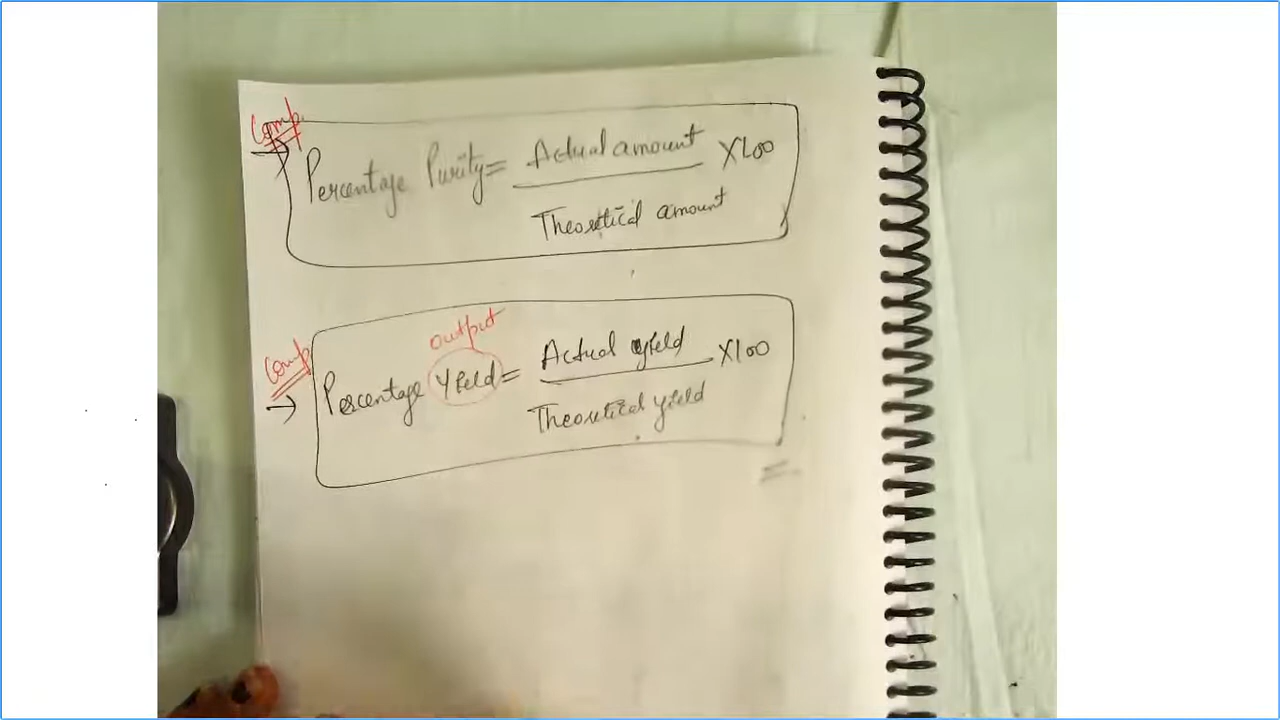 Comp.
Percentage Purity = Actual amount X100
Theoretical amount
output
Comp.
Percentage Yield = Actual yield X100
Theoretical yield